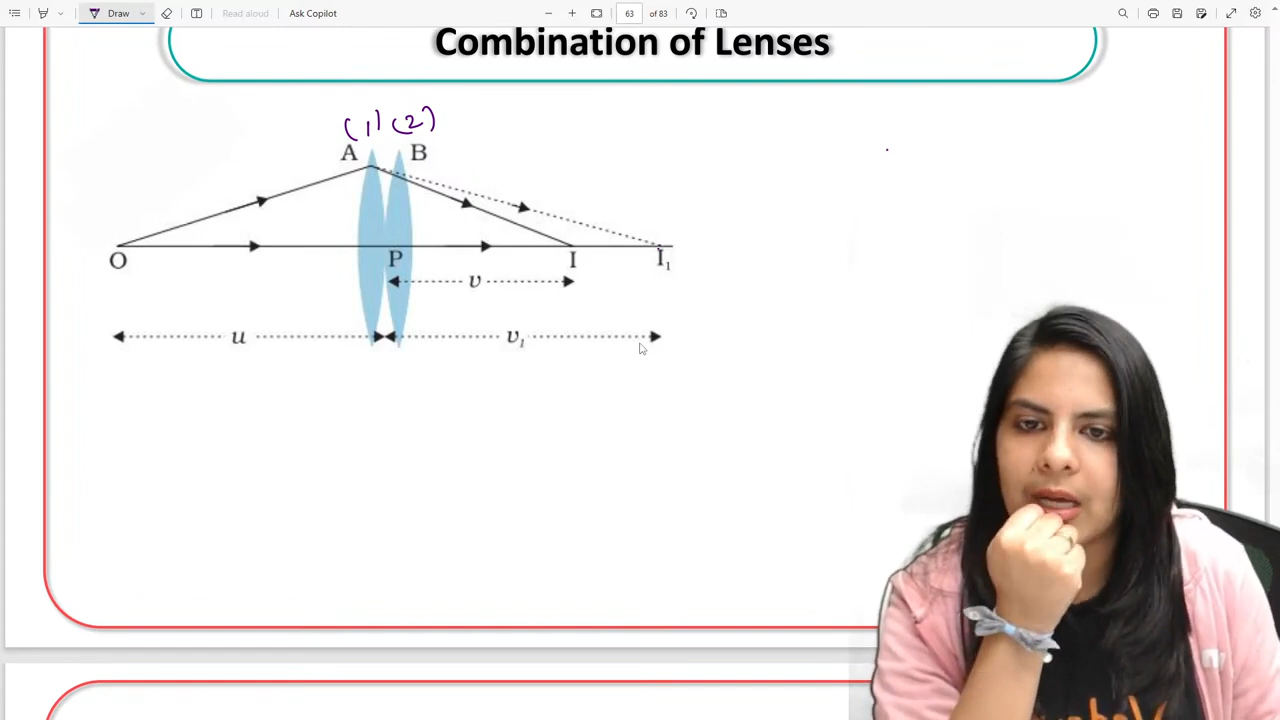 Draw
Read aloud
Ask Copilot
63 of 83
Combination of Lenses
(1) (2)
A B
O P I I₁
v
u v₁